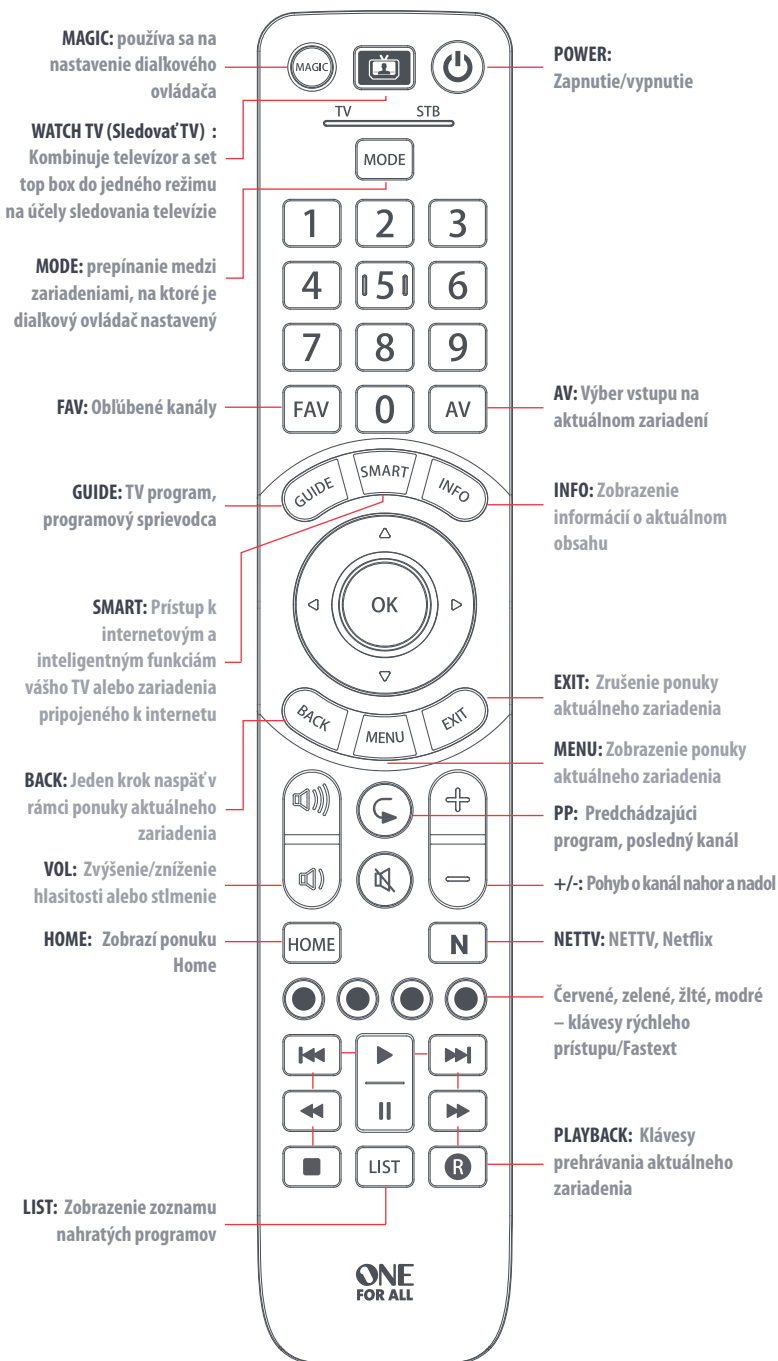 MAGIC: používa sa na
nastavenie diaľkového
ovládača
WATCH TV (Sledovať TV) :
Kombinuje televízor a set
top box do jedného režimu
na účely sledovania televízie
MODE: prepínanie medzi
zariadeniami, na ktoré je
diaľkový ovládač nastavený
FAV: Obľúbené kanály
GUIDE: TV program,
programový sprievodca
SMART: Prístup k
internetovým a
inteligentným funkciám
vášho TV alebo zariadenia
pripojeného k internetu
BACK: Jeden krok naspäť v
rámci ponuky aktuálneho
zariadenia
VOL: Zvýšenie/zníženie
hlasitosti alebo stlmenie
HOME: Zobrazí ponuku
Home
LIST: Zobrazenie zoznamu
nahratých programov
MAGIC
TV STB
MODE
1 2 3
4 5 6
7 8 9
FAV 0 AV
GUIDE SMART INFO
OK
BACK MENU EXIT
HOME N
LIST R
ONE
FOR ALL
POWER:
Zapnutie/vypnutie
AV: Výber vstupu na
aktuálnom zariadení
INFO: Zobrazenie
informácií o aktuálnom
obsahu
EXIT: Zrušenie ponuky
aktuálneho zariadenia
MENU: Zobrazenie ponuky
aktuálneho zariadenia
PP: Predchádzajúci
program, posledný kanál
+/-: Pohyb o kanál nahor a nadol
NETTV: NETTV, Netflix
Červené, zelené, žlté, modré
– klávesy rýchleho
prístupu/Fastext
PLAYBACK: Klávesy
prehrávania aktuálneho
zariadenia